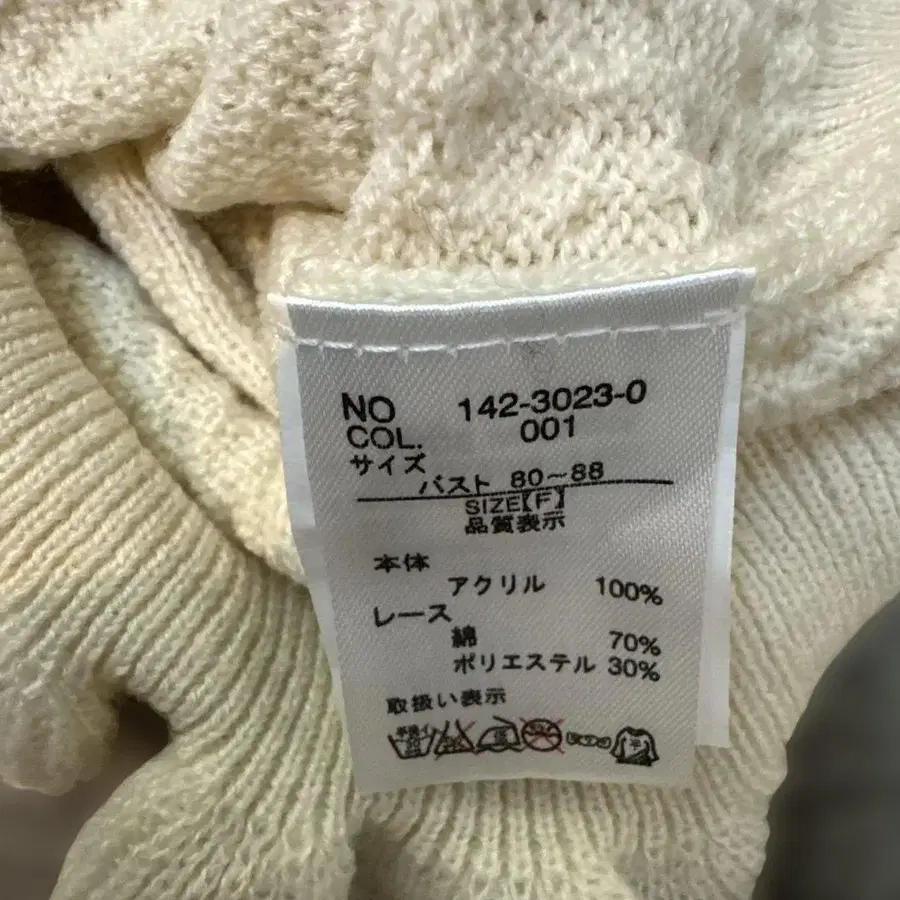 NO 142-3023-0
COL. 001
サイズ
バスト 80~88
SIZE【F】
品質表示
本体
アクリル 100%
レース
綿 70%
ポリエステル 30%
取扱い表示
平